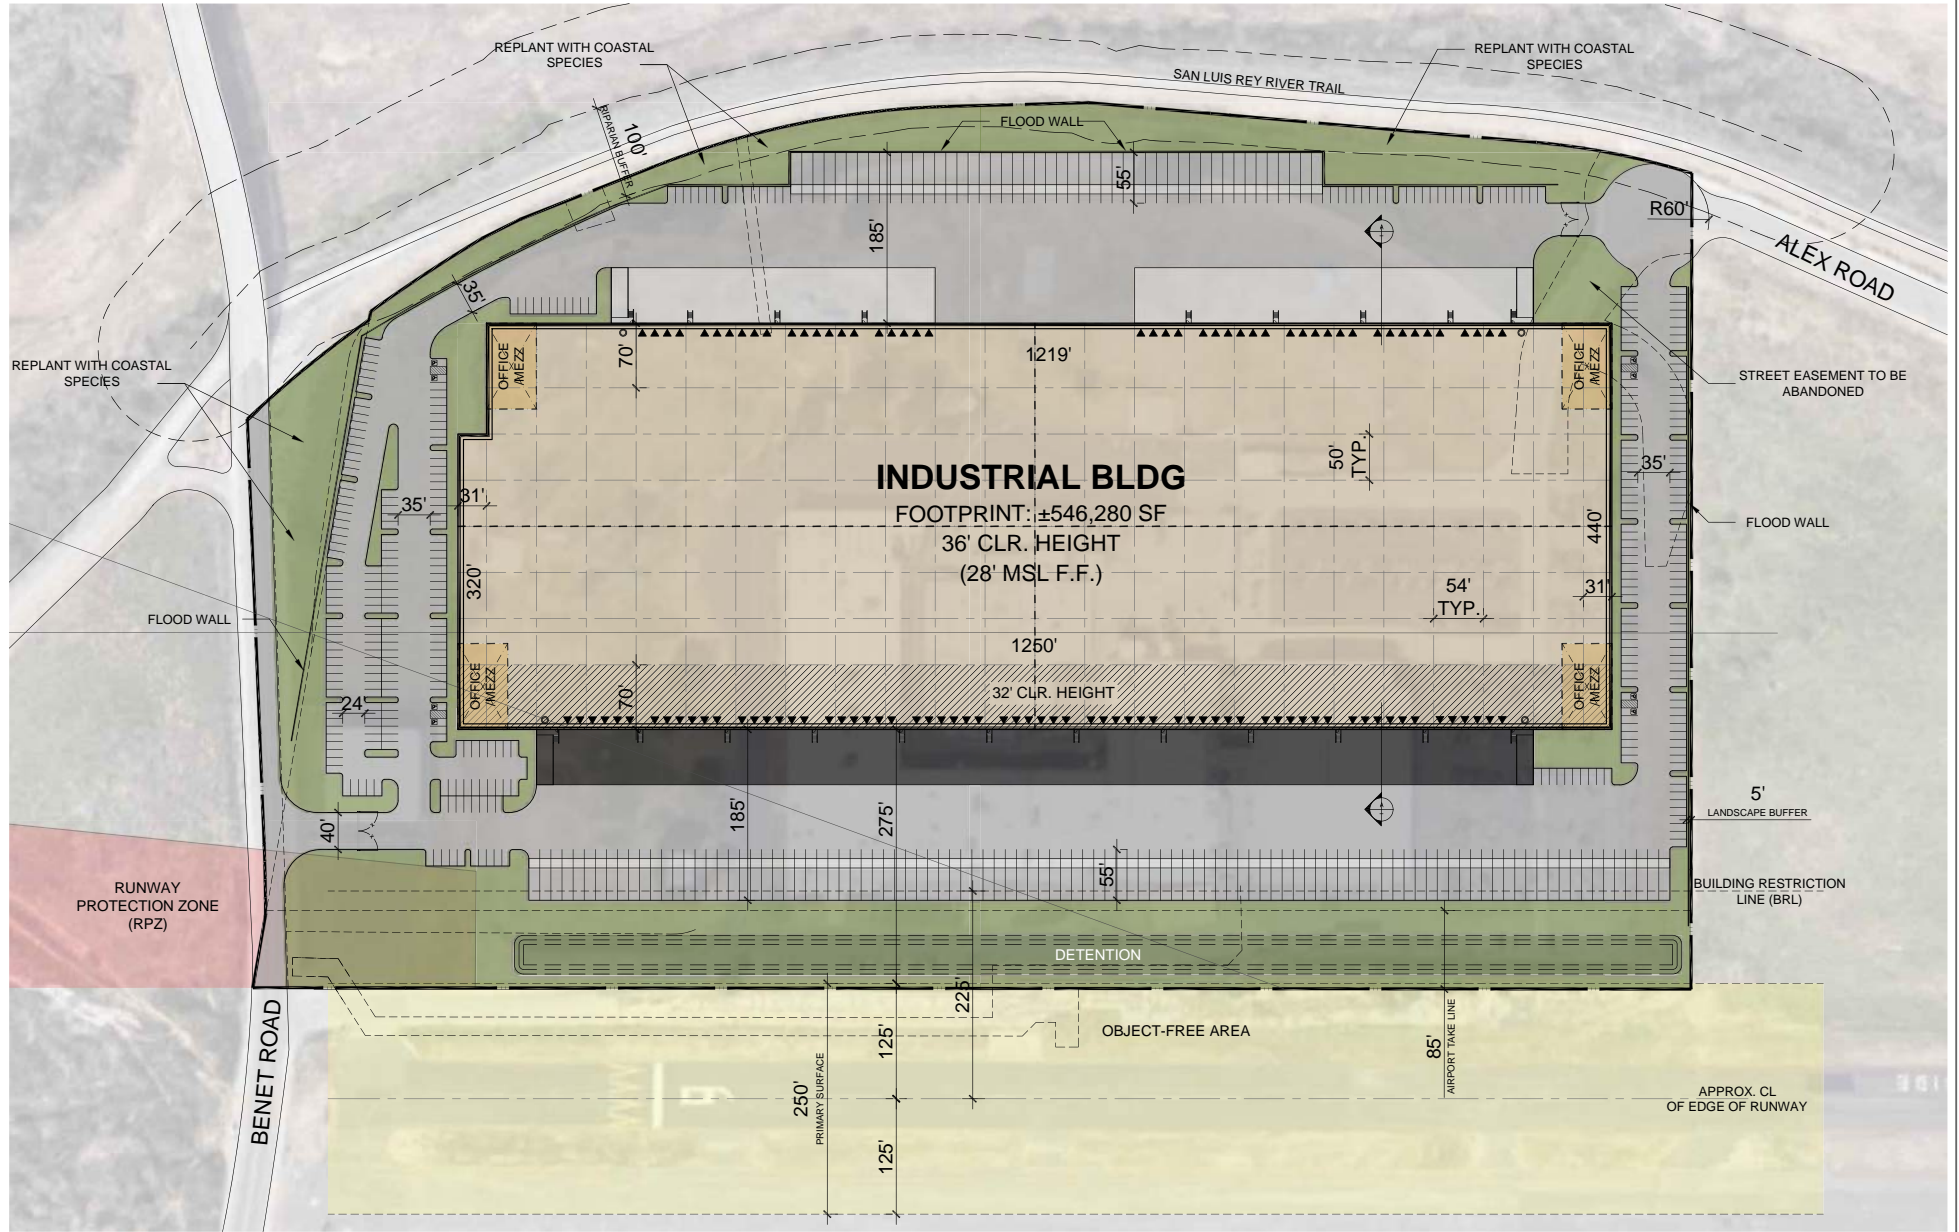 REPLANT WITH COASTAL
SPECIES
REPLANT WITH COASTAL
SPECIES
SAN LUIS REY RIVER TRAIL
FLOOD WALL
100'
RIPARIAN BUFFER
55'
185'
R60'
ALEX ROAD
35'
REPLANT WITH COASTAL
SPECIES
OFFICE
/MEZZ
70'
1219'
OFFICE
/MEZZ
STREET EASEMENT TO BE
ABANDONED
50'
TYP.
INDUSTRIAL BLDG
FOOTPRINT: ±546,280 SF
36' CLR. HEIGHT
(28' MSL F.F.)
35'
31'
35'
440'
FLOOD WALL
320'
54'
TYP.
31'
FLOOD WALL
1250'
OFFICE
/MEZZ
70'
32' CLR. HEIGHT
OFFICE
/MEZZ
24'
5'
LANDSCAPE BUFFER
40'
185'
275'
55'
RUNWAY
PROTECTION ZONE
(RPZ)
BUILDING RESTRICTION
LINE (BRL)
DETENTION
225'
BENET ROAD
125'
OBJECT-FREE AREA
85'
AIRPORT TAKE LINE
250'
PRIMARY SURFACE
APPROX. CL
OF EDGE OF RUNWAY
125'